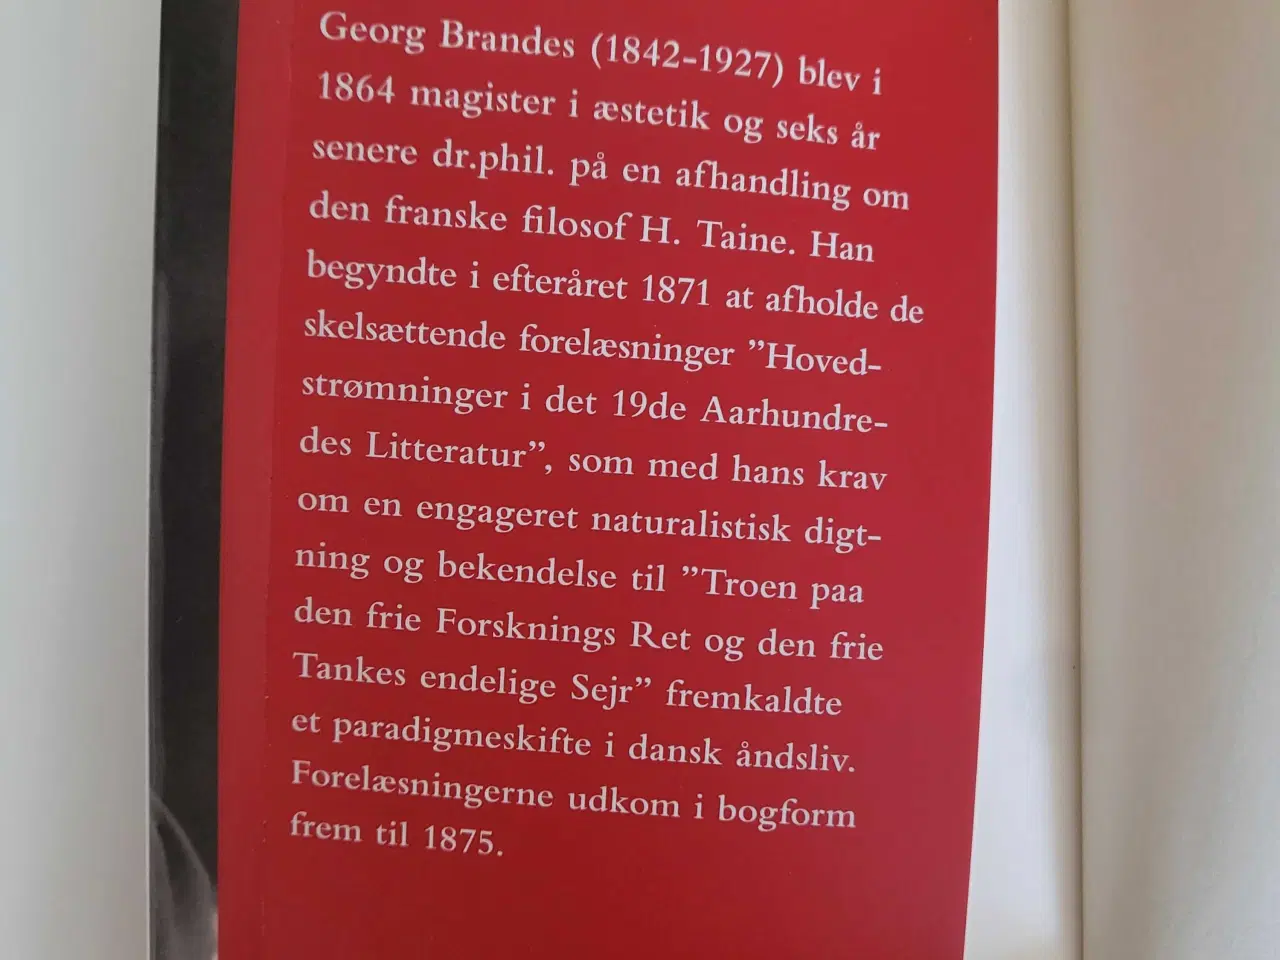 Georg Brandes (1842-1927) blev i
1864 magister i æstetik og seks år
senere dr.phil. på en afhandling om
den franske filosof H. Taine. Han
begyndte i efteråret 1871 at afholde de
skelsættende forelæsninger ”Hoved-
strømninger i det 19de Aarhundre-
des Litteratur”, som med hans krav
om en engageret naturalistisk digt-
ning og bekendelse til ”Troen paa
den frie Forsknings Ret og den frie
Tankes endelige Sejr” fremkaldte
et paradigmeskifte i dansk åndsliv.
Forelæsningerne udkom i bogform
frem til 1875.